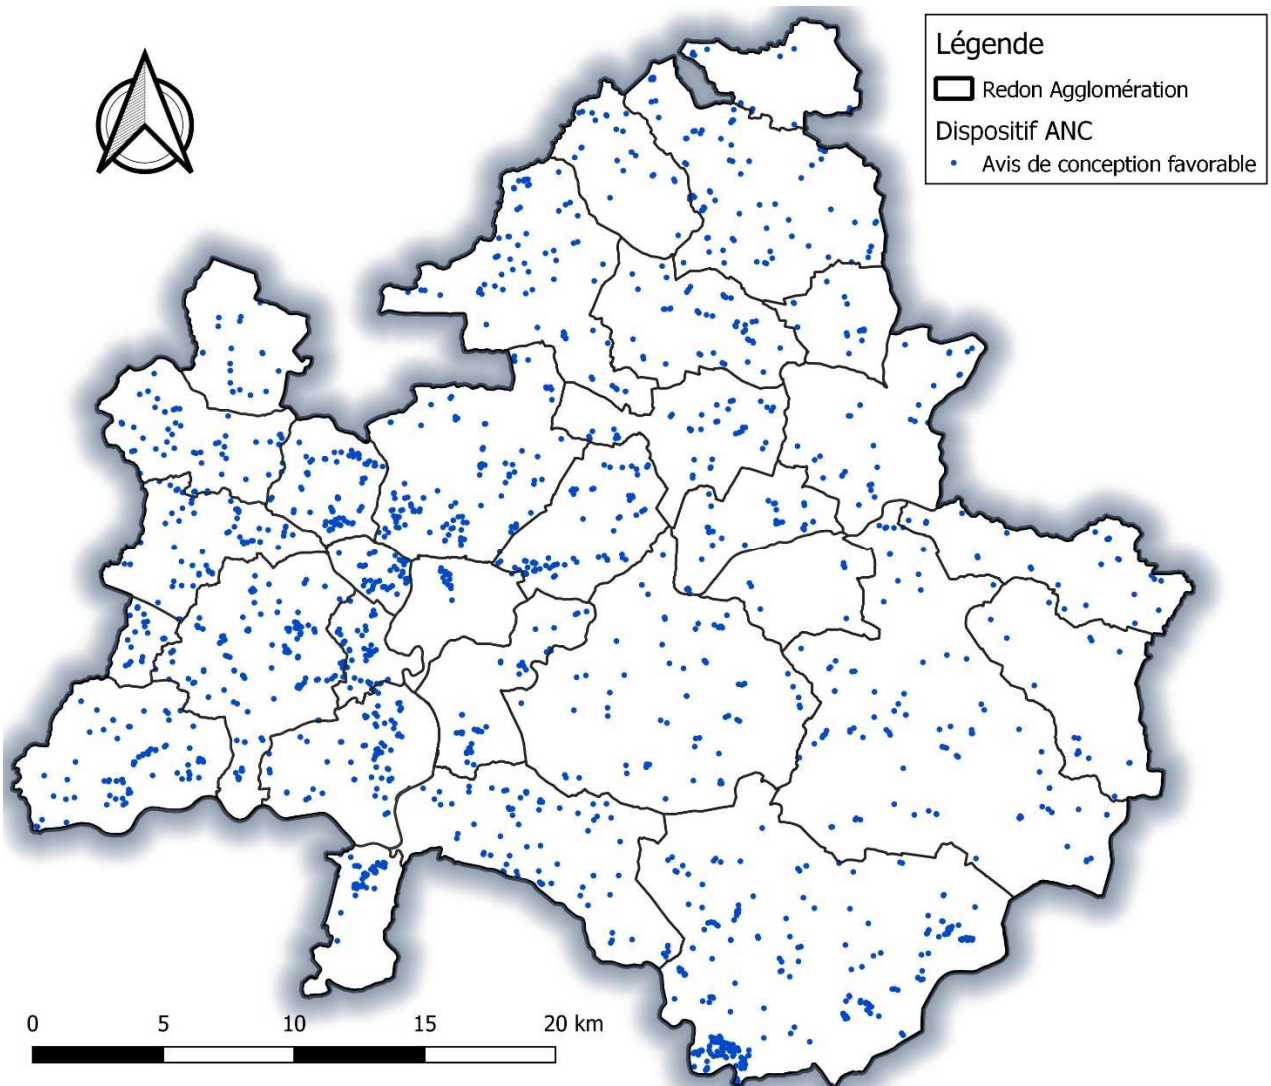 Légende
Redon Agglomération
Dispositif ANC
Avis de conception favorable
0 5 10 15 20 km